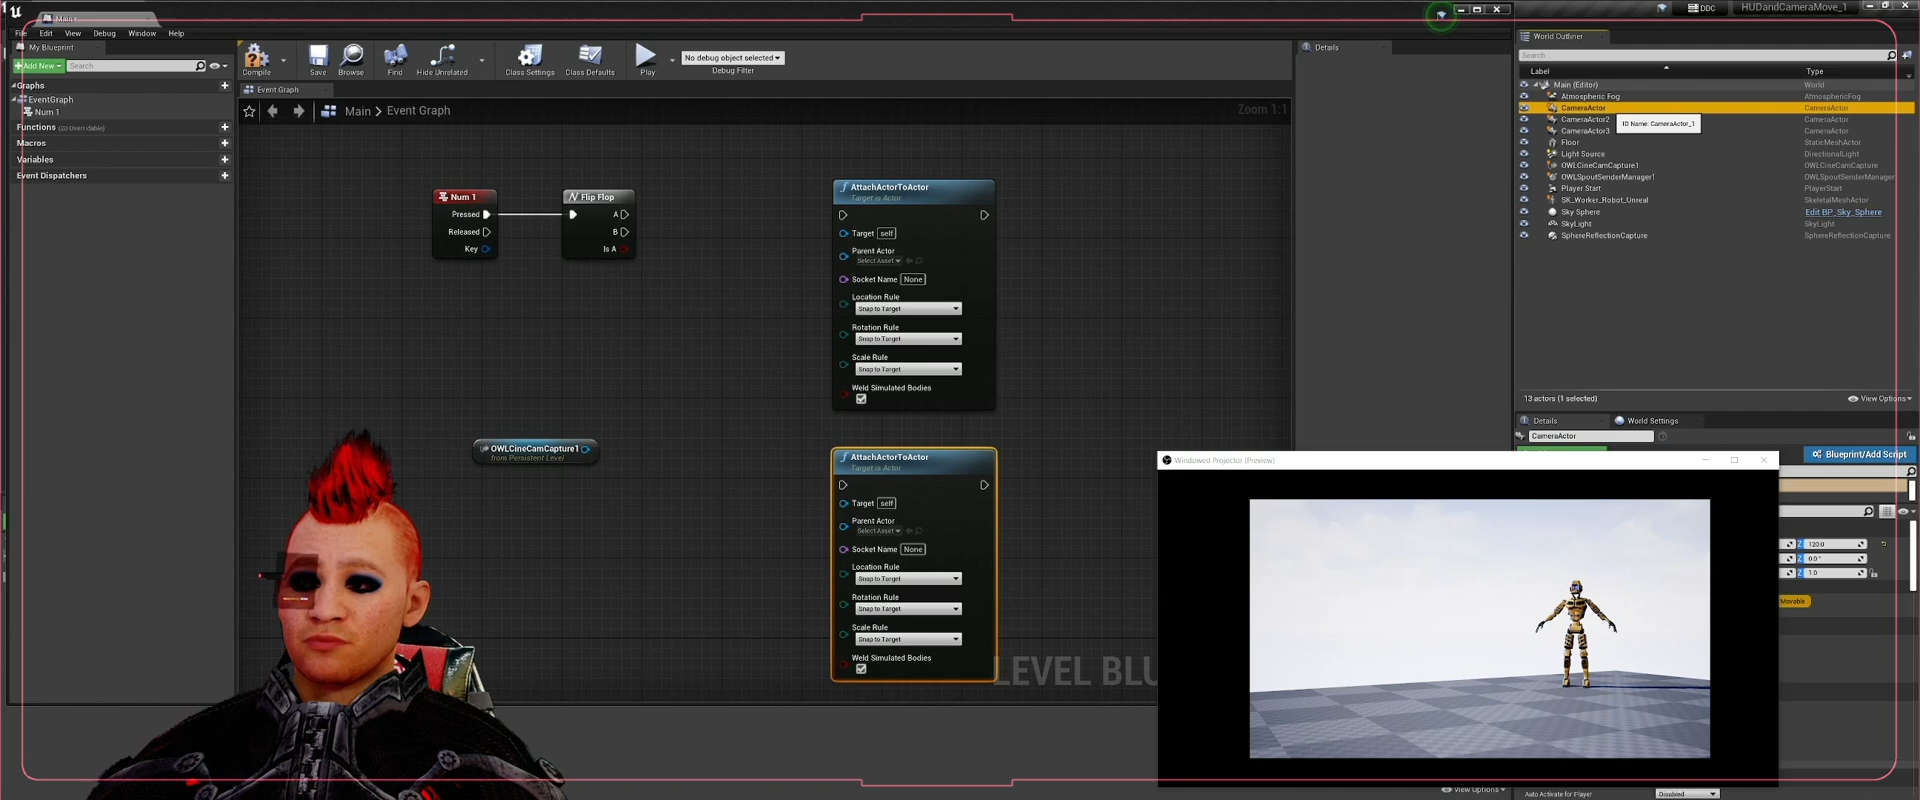 Main*
DDC
HUDandCameraMove_1
File Edit View Debug Window Help
My Blueprint
+Add New
Search
Graphs
EventGraph
Num 1
Functions (20 Overridable)
Macros
Variables
Event Dispatchers
Compile
Save
Browse
Find
Hide Unrelated
Class Settings
Class Defaults
Play
No debug object selected
Debug Filter
Event Graph
Main > Event Graph
Zoom 1:1
Num 1
Pressed
Released
Key
Flip Flop
A
B
Is A
AttachActorToActor
Target is Actor
Target self
Parent Actor
Select Asset
Socket Name None
Location Rule
Snap to Target
Rotation Rule
Snap to Target
Scale Rule
Snap to Target
Weld Simulated Bodies
OWLCineCamCapture1
from Persistent Level
AttachActorToActor
Target is Actor
Target self
Parent Actor
Select Asset
Socket Name None
Location Rule
Snap to Target
Rotation Rule
Snap to Target
Scale Rule
Snap to Target
Weld Simulated Bodies
LEVEL BLU
Details
World Outliner
Search
Label Type
Main (Editor) World
Atmospheric Fog AtmosphericFog
CameraActor CameraActor
CameraActor2 CameraActor
CameraActor3 CameraActor
ID Name: CameraActor_1
Floor StaticMeshActor
Light Source DirectionalLight
OWLCineCamCapture1 OWLCineCamCapture
OWLSpoutSenderManager1 OWLSpoutSenderManager
Player Start PlayerStart
SK_Worker_Robot_Unreal SkeletalMeshActor
Sky Sphere Edit BP_Sky_Sphere
SkyLight SkyLight
SphereReflectionCapture SphereReflectionCapture
13 actors (1 selected)
View Options
Details
World Settings
CameraActor
Blueprint/Add Script
Windowed Projector (Preview)
Z 120.0
Z 0.0°
Z 1.0
Movable
View Options
Auto Activate for Player Disabled